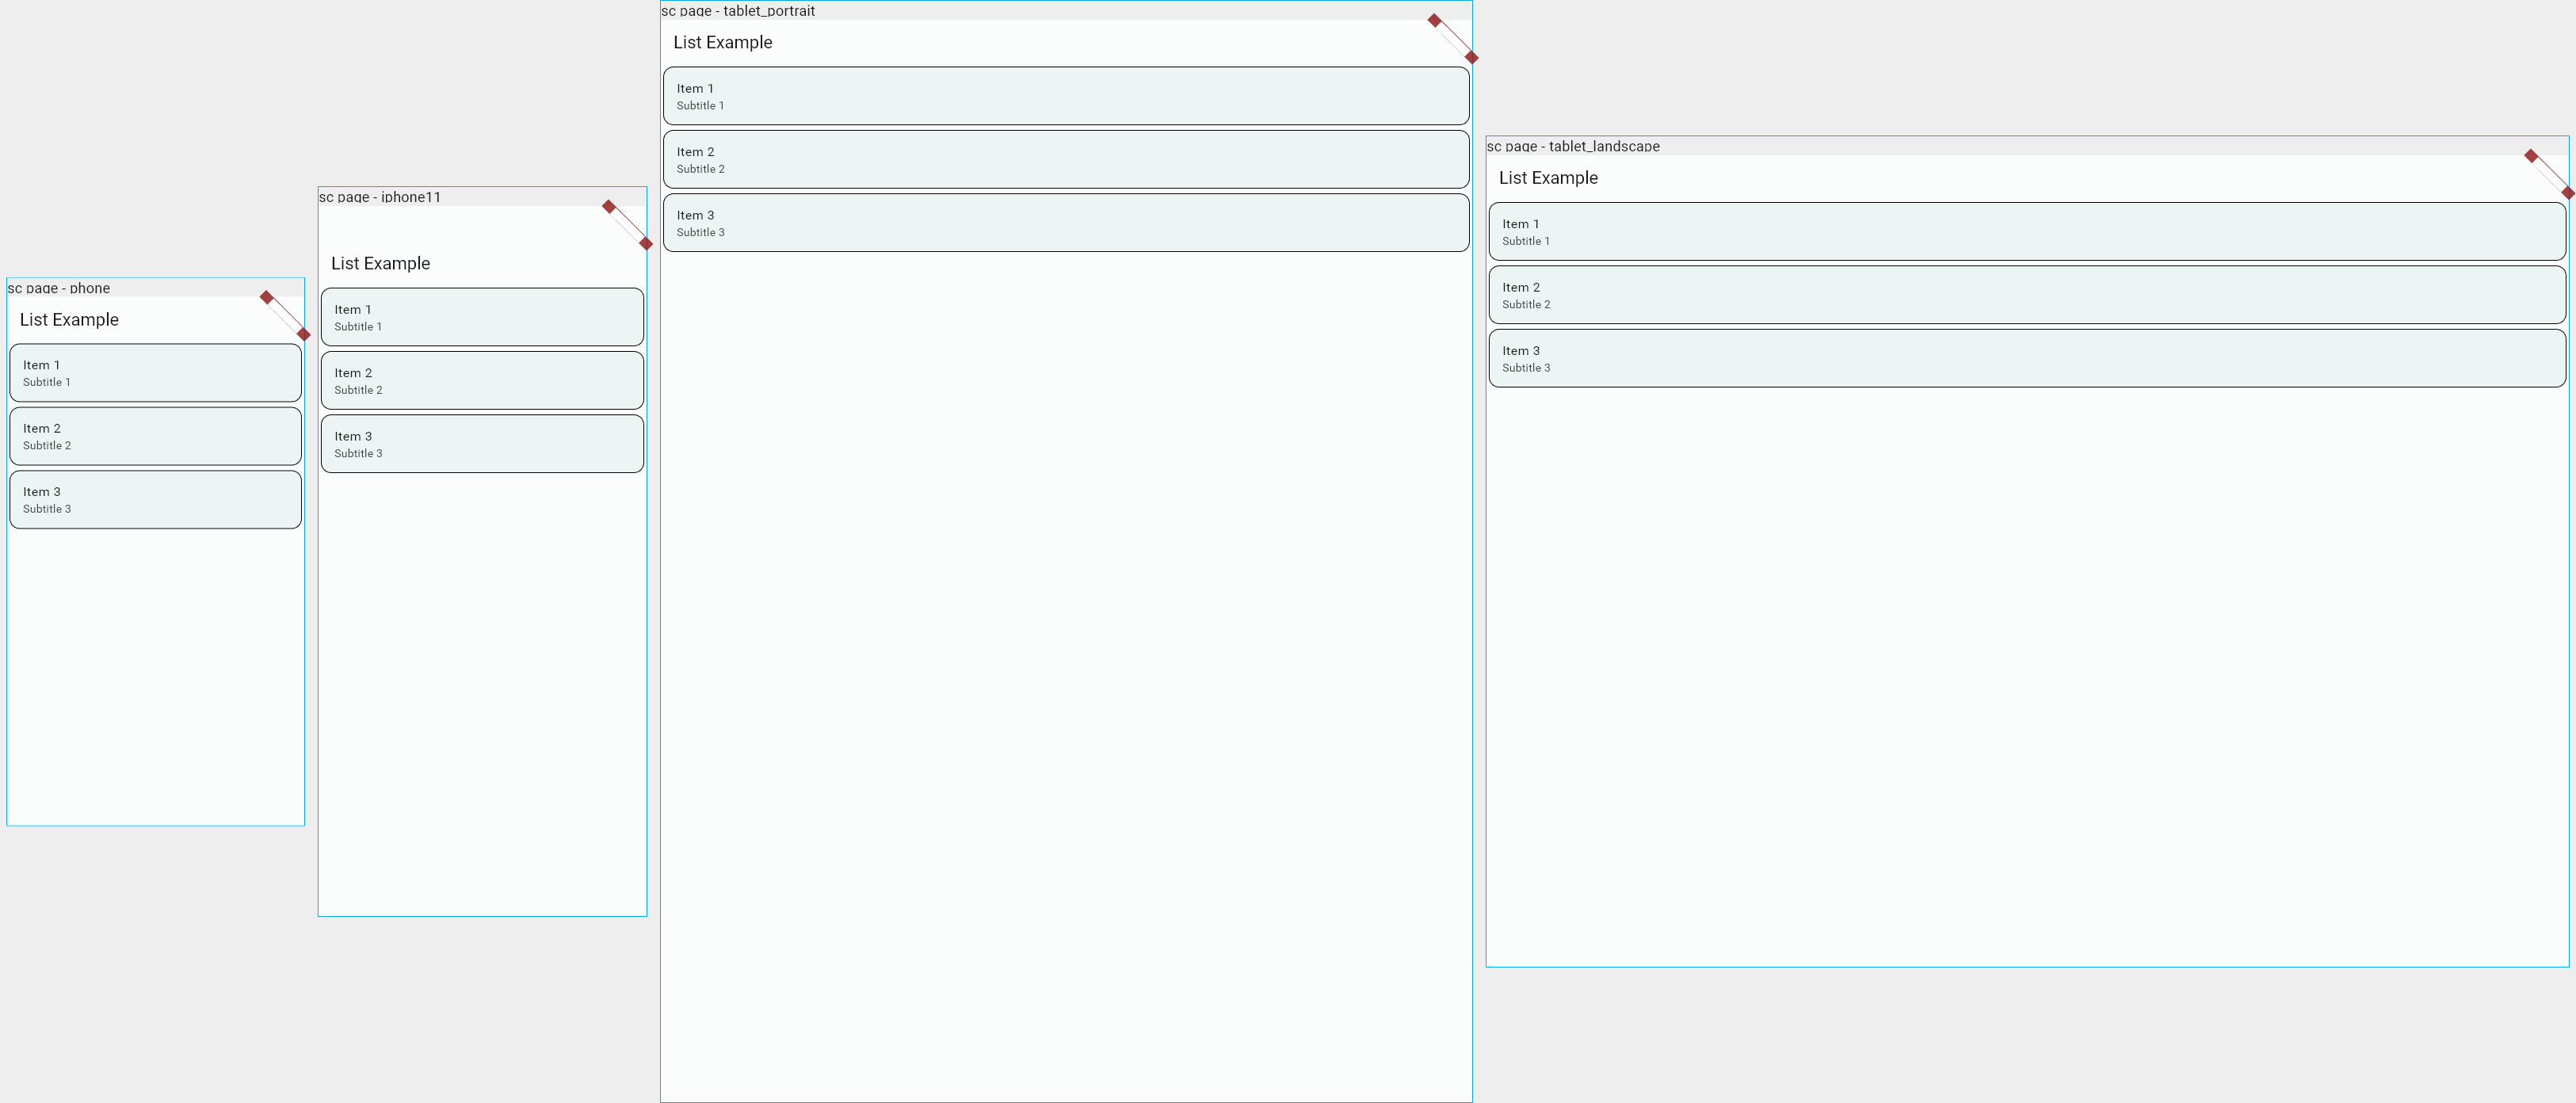 sc page - phone
List Example
Item 1
Subtitle 1
Item 2
Subtitle 2
Item 3
Subtitle 3
sc page - iphone11
List Example
Item 1
Subtitle 1
Item 2
Subtitle 2
Item 3
Subtitle 3
sc page - tablet_portrait
List Example
Item 1
Subtitle 1
Item 2
Subtitle 2
Item 3
Subtitle 3
sc page - tablet_landscape
List Example
Item 1
Subtitle 1
Item 2
Subtitle 2
Item 3
Subtitle 3